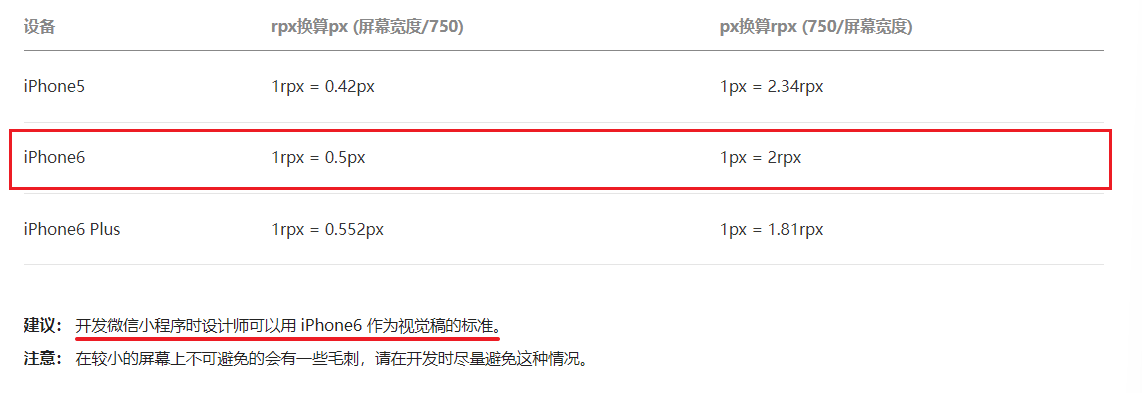 设备 rpx换算px (屏幕宽度/750) px换算rpx (750/屏幕宽度)
iPhone5 1rpx = 0.42px 1px = 2.34rpx
iPhone6 1rpx = 0.5px 1px = 2rpx
iPhone6 Plus 1rpx = 0.552px 1px = 1.81rpx
建议： 开发微信小程序时设计师可以用 iPhone6 作为视觉稿的标准。
注意： 在较小的屏幕上不可避免的会有一些毛刺，请在开发时尽量避免这种情况。